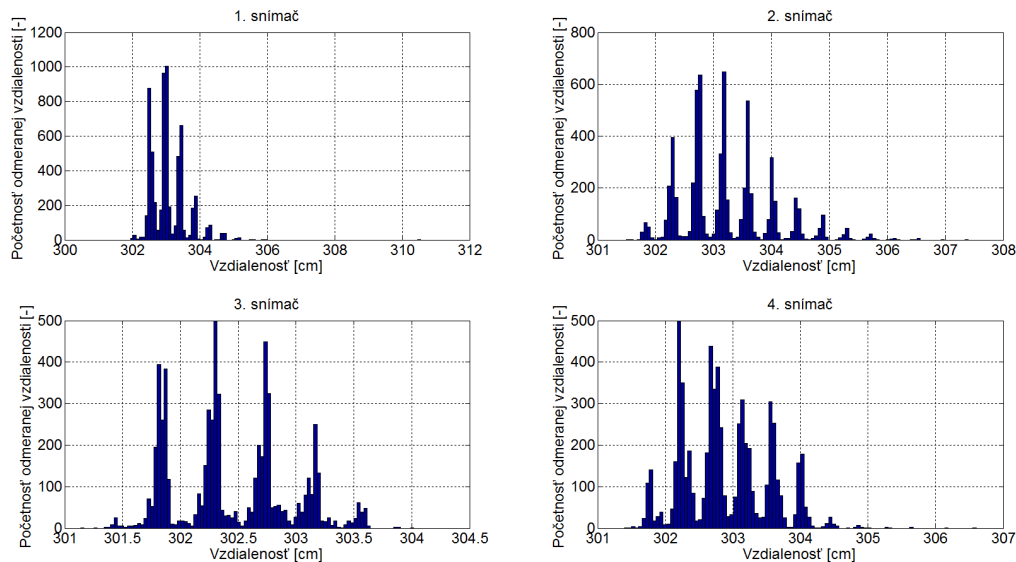 1. snímač
Početnosť odmeranej vzdialenosti [-]
1200
1000
800
600
400
200
0
300 302 304 306 308 310 312
Vzdialenosť [cm]
2. snímač
Početnosť odmeranej vzdialenosti [-]
800
600
400
200
0
301 302 303 304 305 306 307 308
Vzdialenosť [cm]
3. snímač
Početnosť odmeranej vzdialenosti [-]
500
400
300
200
100
0
301 301.5 302 302.5 303 303.5 304 304.5
Vzdialenosť [cm]
4. snímač
Početnosť odmeranej vzdialenosti [-]
500
400
300
200
100
0
301 302 303 304 305 306 307
Vzdialenosť [cm]